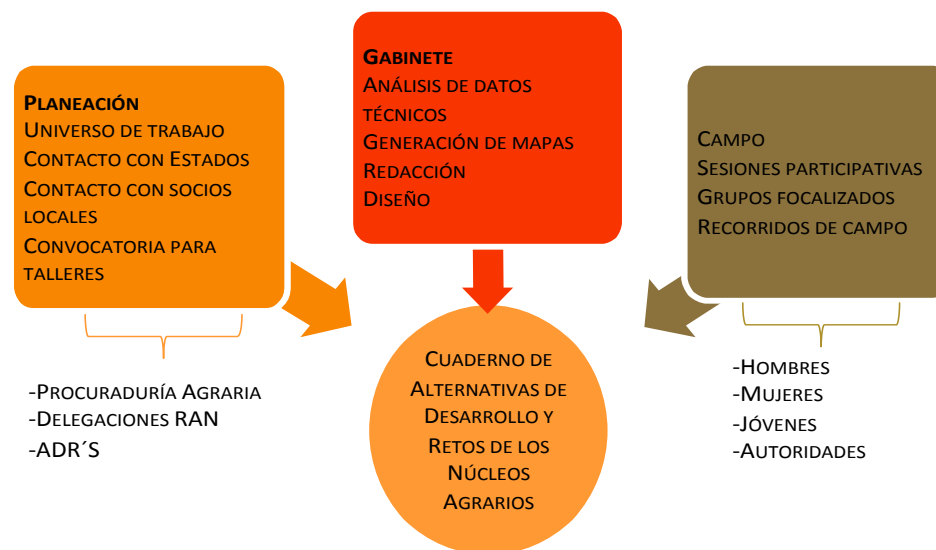 PLANEACIÓN
UNIVERSO DE TRABAJO
CONTACTO CON ESTADOS
CONTACTO CON SOCIOS
LOCALES
CONVOCATORIA PARA
TALLERES
GABINETE
ANÁLISIS DE DATOS
TÉCNICOS
GENERACIÓN DE MAPAS
REDACCIÓN
DISEÑO
CAMPO
SESIONES PARTICIPATIVAS
GRUPOS FOCALIZADOS
RECORRIDOS DE CAMPO
-PROCURADURÍA AGRARIA
-DELEGACIONES RAN
-ADR´S
CUADERNO DE
ALTERNATIVAS DE
DESARROLLO Y
RETOS DE LOS
NÚCLEOS
AGRARIOS
-HOMBRES
-MUJERES
-JÓVENES
-AUTORIDADES